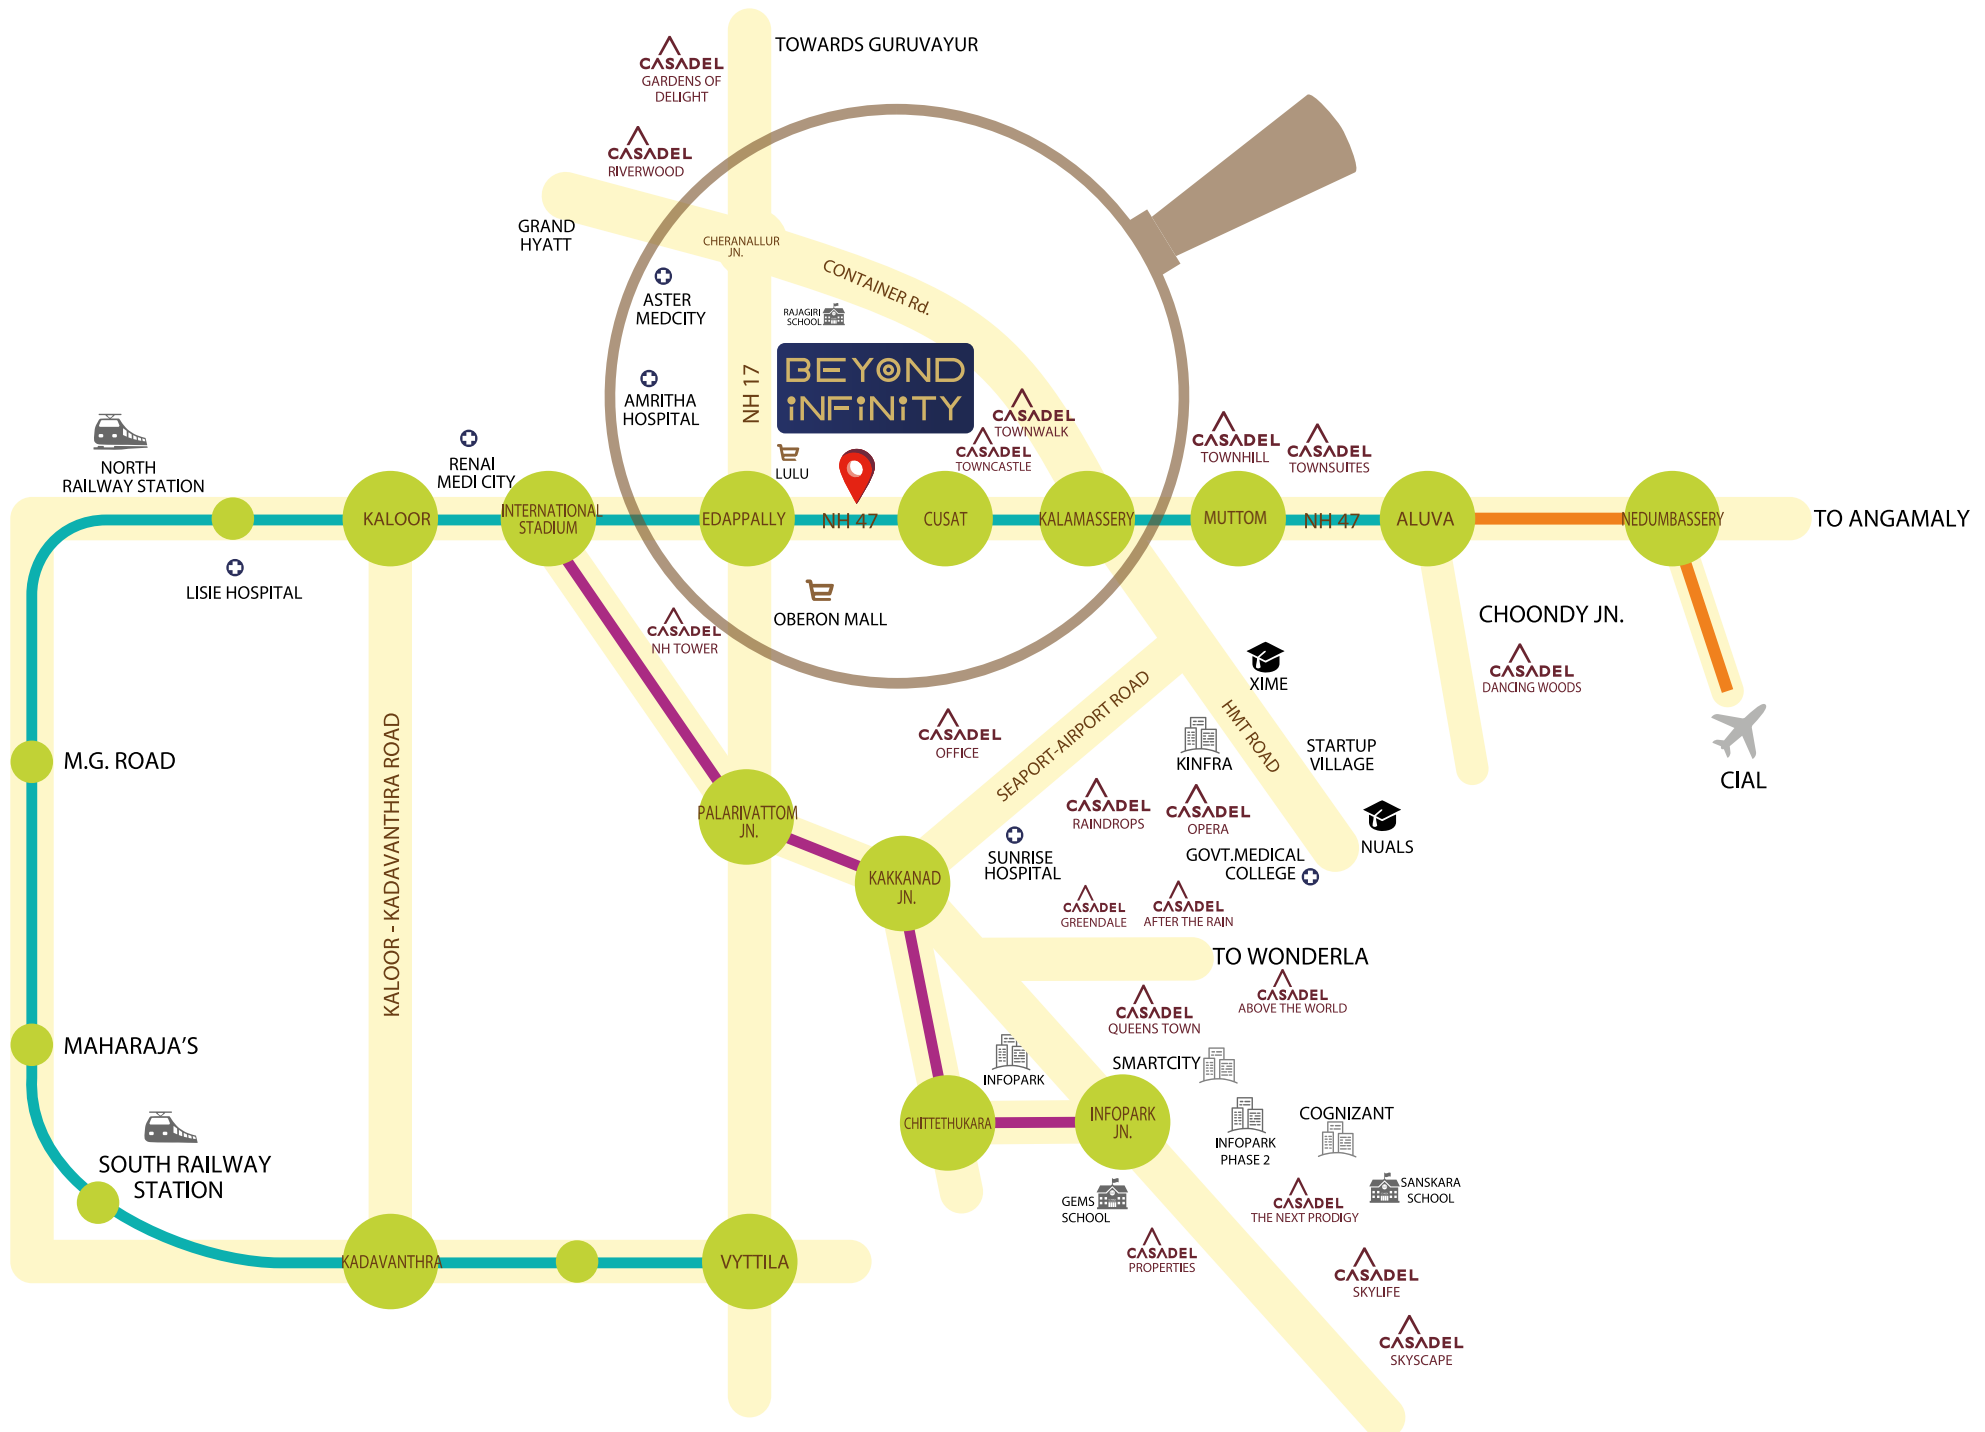 TOWARDS GURUVAYUR
CASADEL
GARDENS OF
DELIGHT
CASADEL
RIVERWOOD
GRAND
HYATT
CHERANALLUR
JN.
CONTAINER Rd.
ASTER
MEDCITY
RAJAGIRI
SCHOOL
BEYOND
iNFiNiTY
NH 17
AMRITHA
HOSPITAL
CASADEL
TOWNWALK
CASADEL
TOWNCASTLE
CASADEL
TOWNHILL
CASADEL
TOWNSUITES
NORTH
RAILWAY STATION
RENAI
MEDI CITY
LULU
KALOOR
INTERNATIONAL
STADIUM
EDAPPALLY
NH 47
CUSAT
KALAMASSERY
MUTTOM
NH 47
ALUVA
NEDUMBASSERY
TO ANGAMALY
LISIE HOSPITAL
OBERON MALL
CASADEL
NH TOWER
CHOONDY JN.
CASADEL
DANCING WOODS
XIME
SEAPORT-AIRPORT ROAD
HMT ROAD
CASADEL
OFFICE
KINFRA
STARTUP
VILLAGE
CIAL
M.G. ROAD
KALOOR - KADAVANTHRA ROAD
PALARIVATTOM
JN.
CASADEL
RAINDROPS
CASADEL
OPERA
NUALS
SUNRISE
HOSPITAL
GOVT.MEDICAL
COLLEGE
KAKKANAD
JN.
CASADEL
GREENDALE
CASADEL
AFTER THE RAIN
TO WONDERLA
CASADEL
ABOVE THE WORLD
CASADEL
QUEENS TOWN
MAHARAJA'S
INFOPARK
SMARTCITY
CHITTETHUKARA
INFOPARK
JN.
INFOPARK
PHASE 2
COGNIZANT
SOUTH RAILWAY
STATION
GEMS
SCHOOL
CASADEL
THE NEXT PRODIGY
SANSKARA
SCHOOL
CASADEL
PROPERTIES
KADAVANTHRA
VYTTILA
CASADEL
SKYLIFE
CASADEL
SKYSCAPE